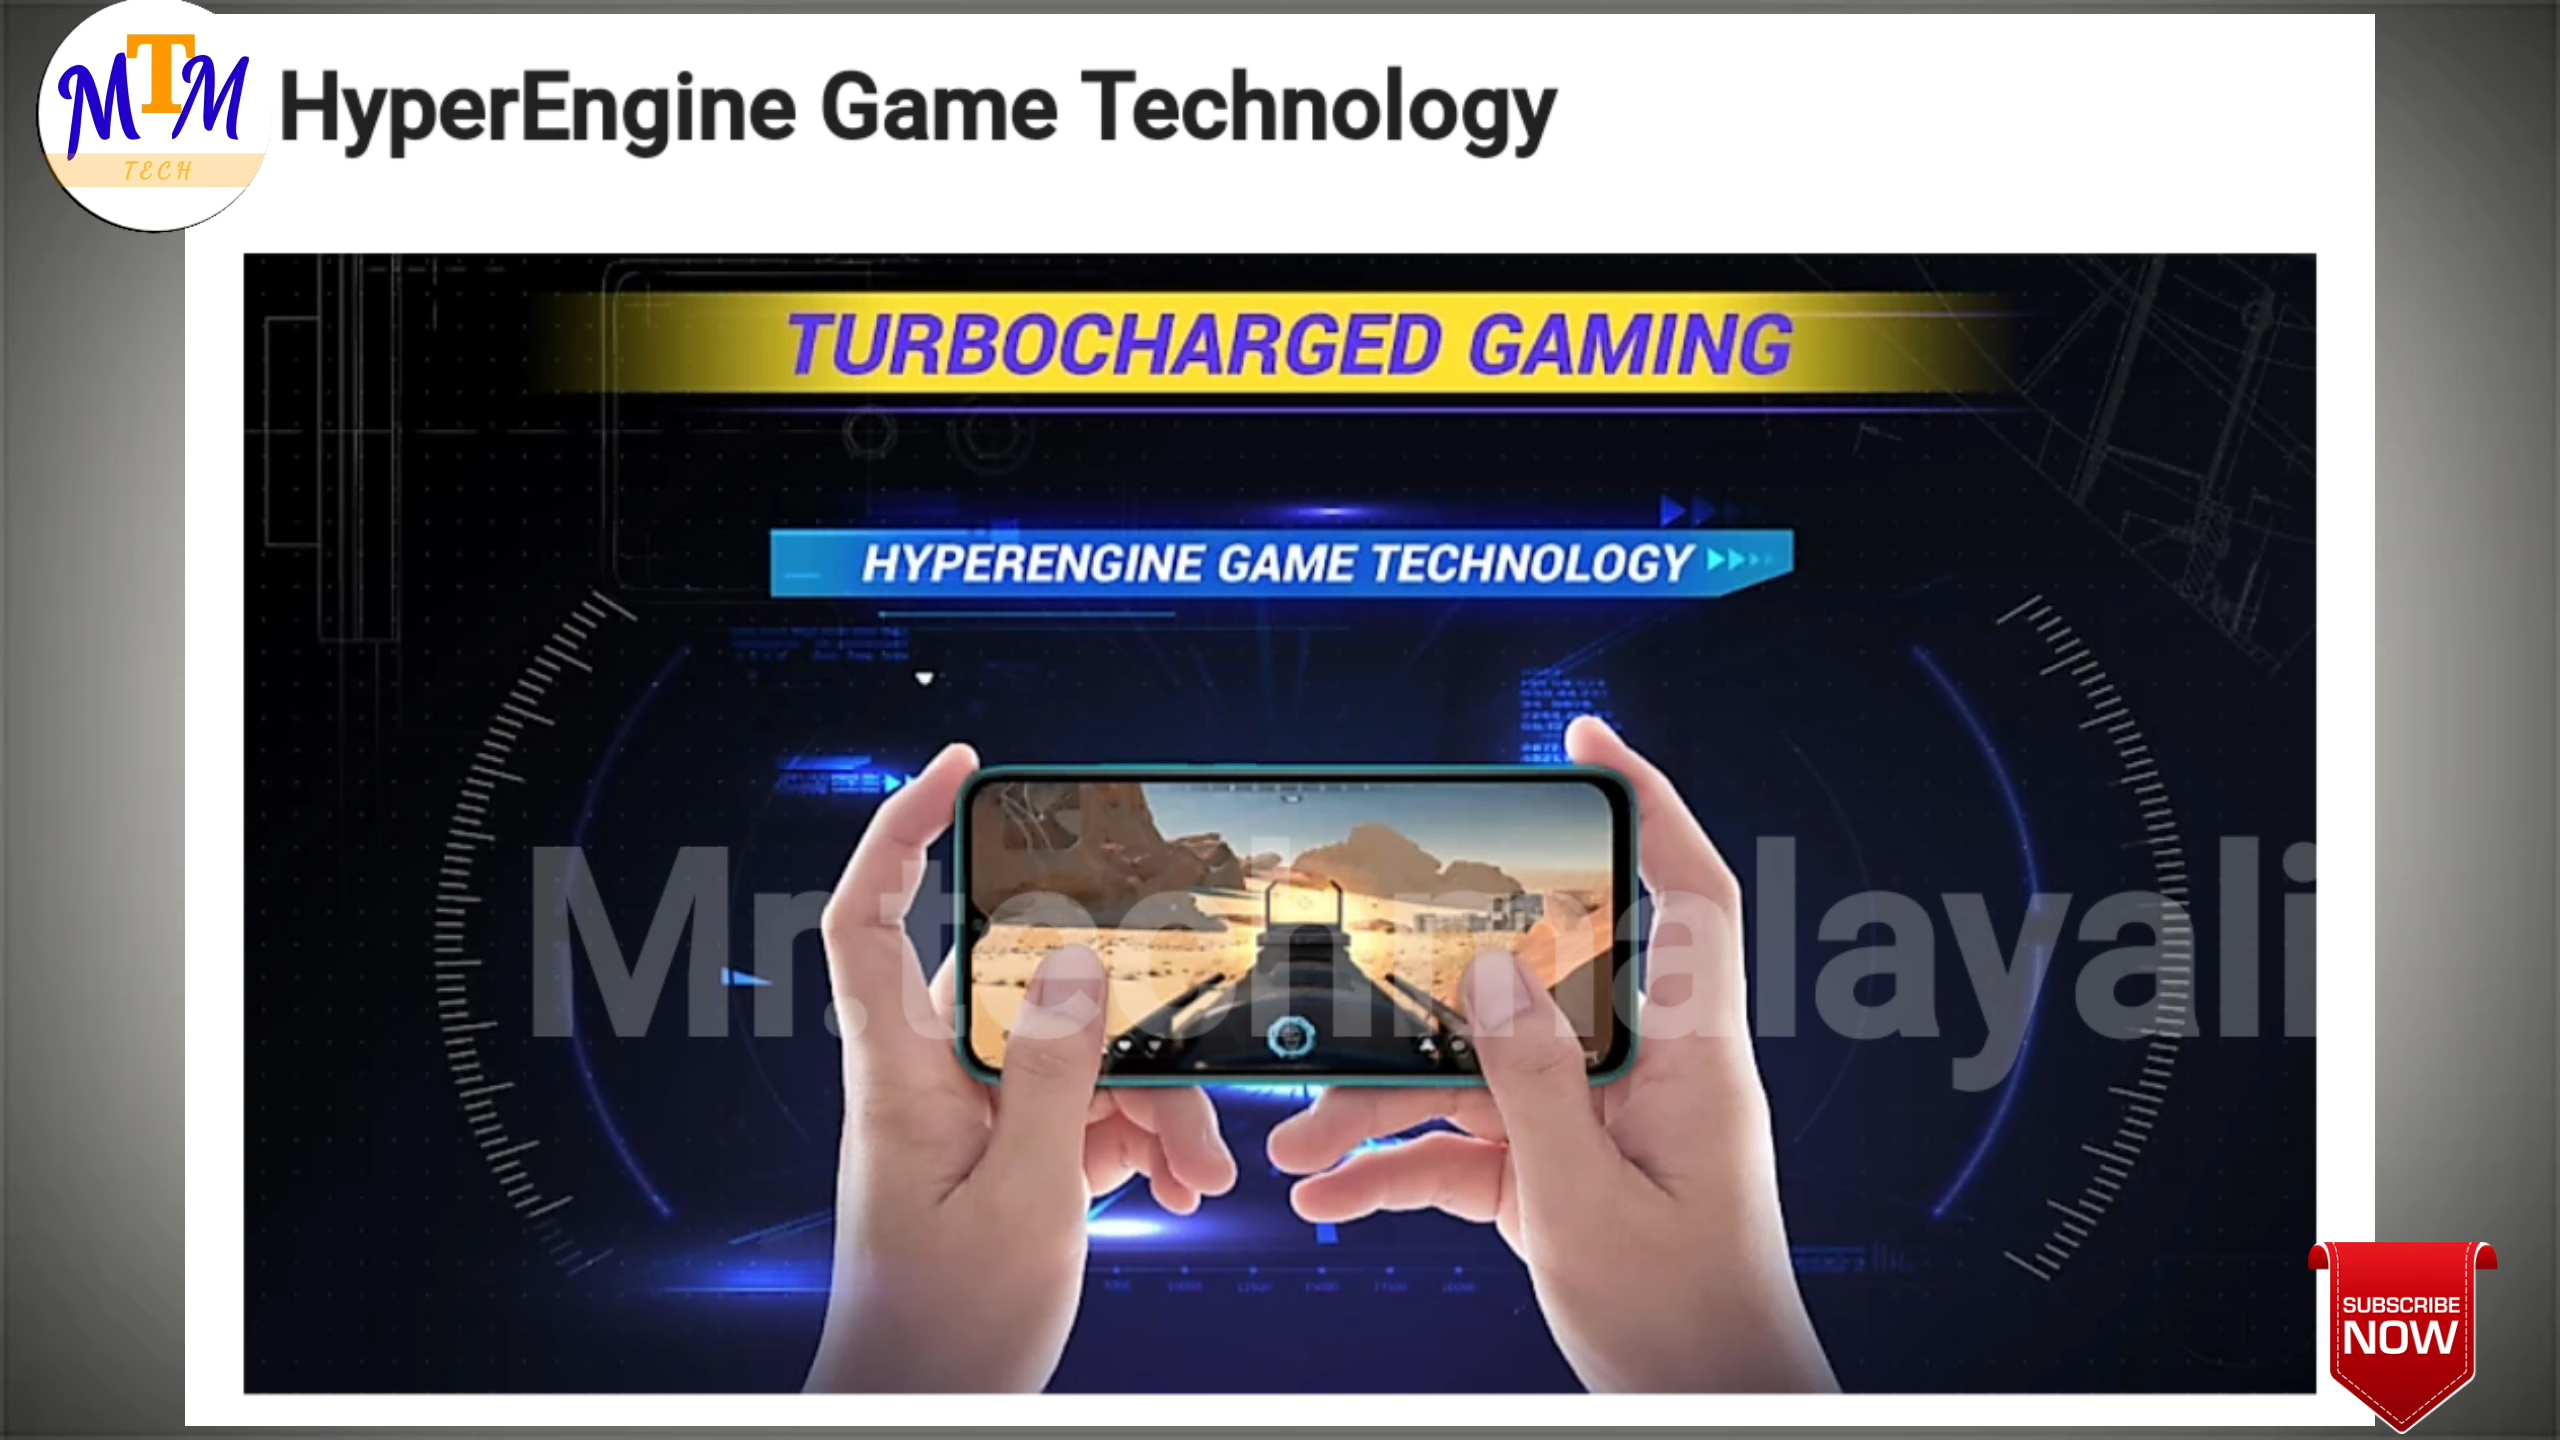 MTM
TECH
HyperEngine Game Technology
TURBOCHARGED GAMING
HYPERENGINE GAME TECHNOLOGY
Mr.techmalayali
SUBSCRIBE
NOW